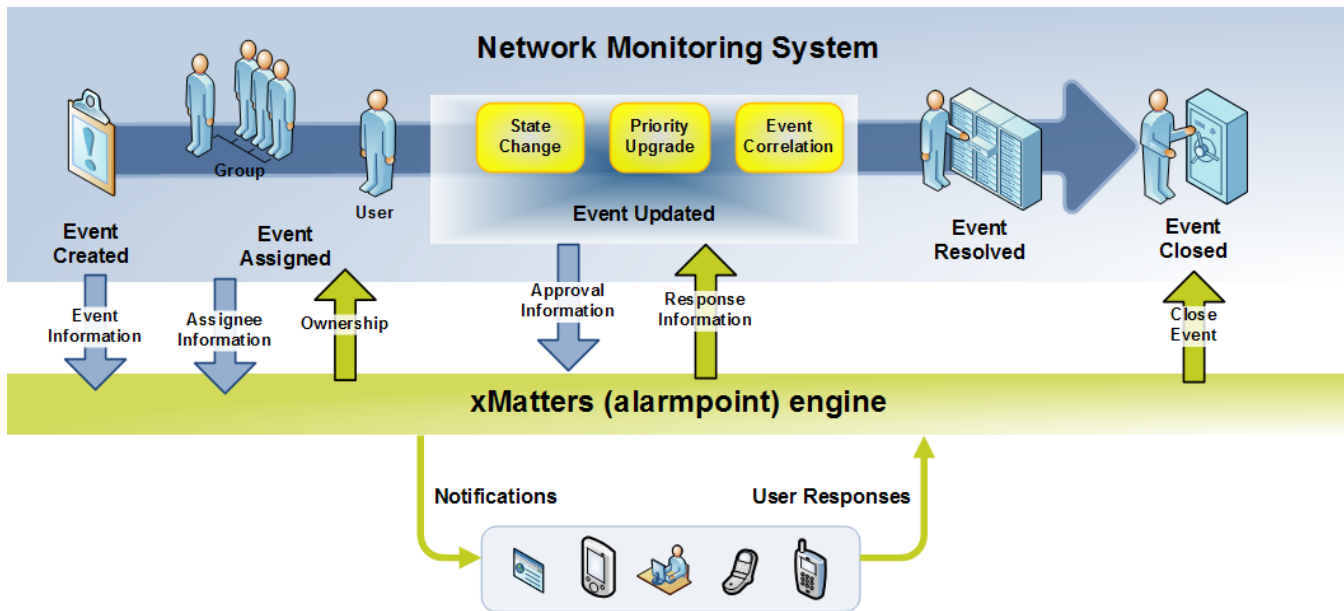 Network Monitoring System
State
Change
Priority
Upgrade
Event
Correlation
Group
User
Event Updated
Event
Created
Event
Assigned
Event
Resolved
Event
Closed
Event
Information
Assignee
Information
Ownership
Approval
Information
Response
Information
Close
Event
xMatters (alarmpoint) engine
Notifications
User Responses